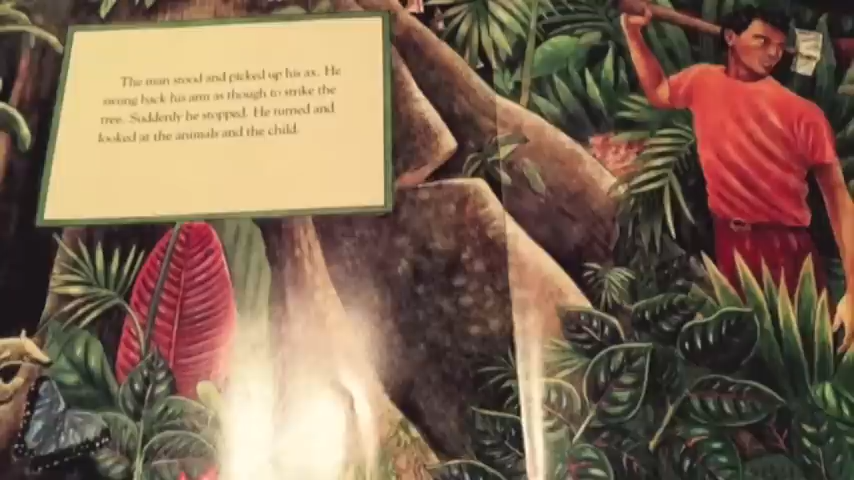 The man stood and picked up his ax. He
swung back his arm as though to strike the
tree. Suddenly he stopped. He turned and
looked at the animals and the child.